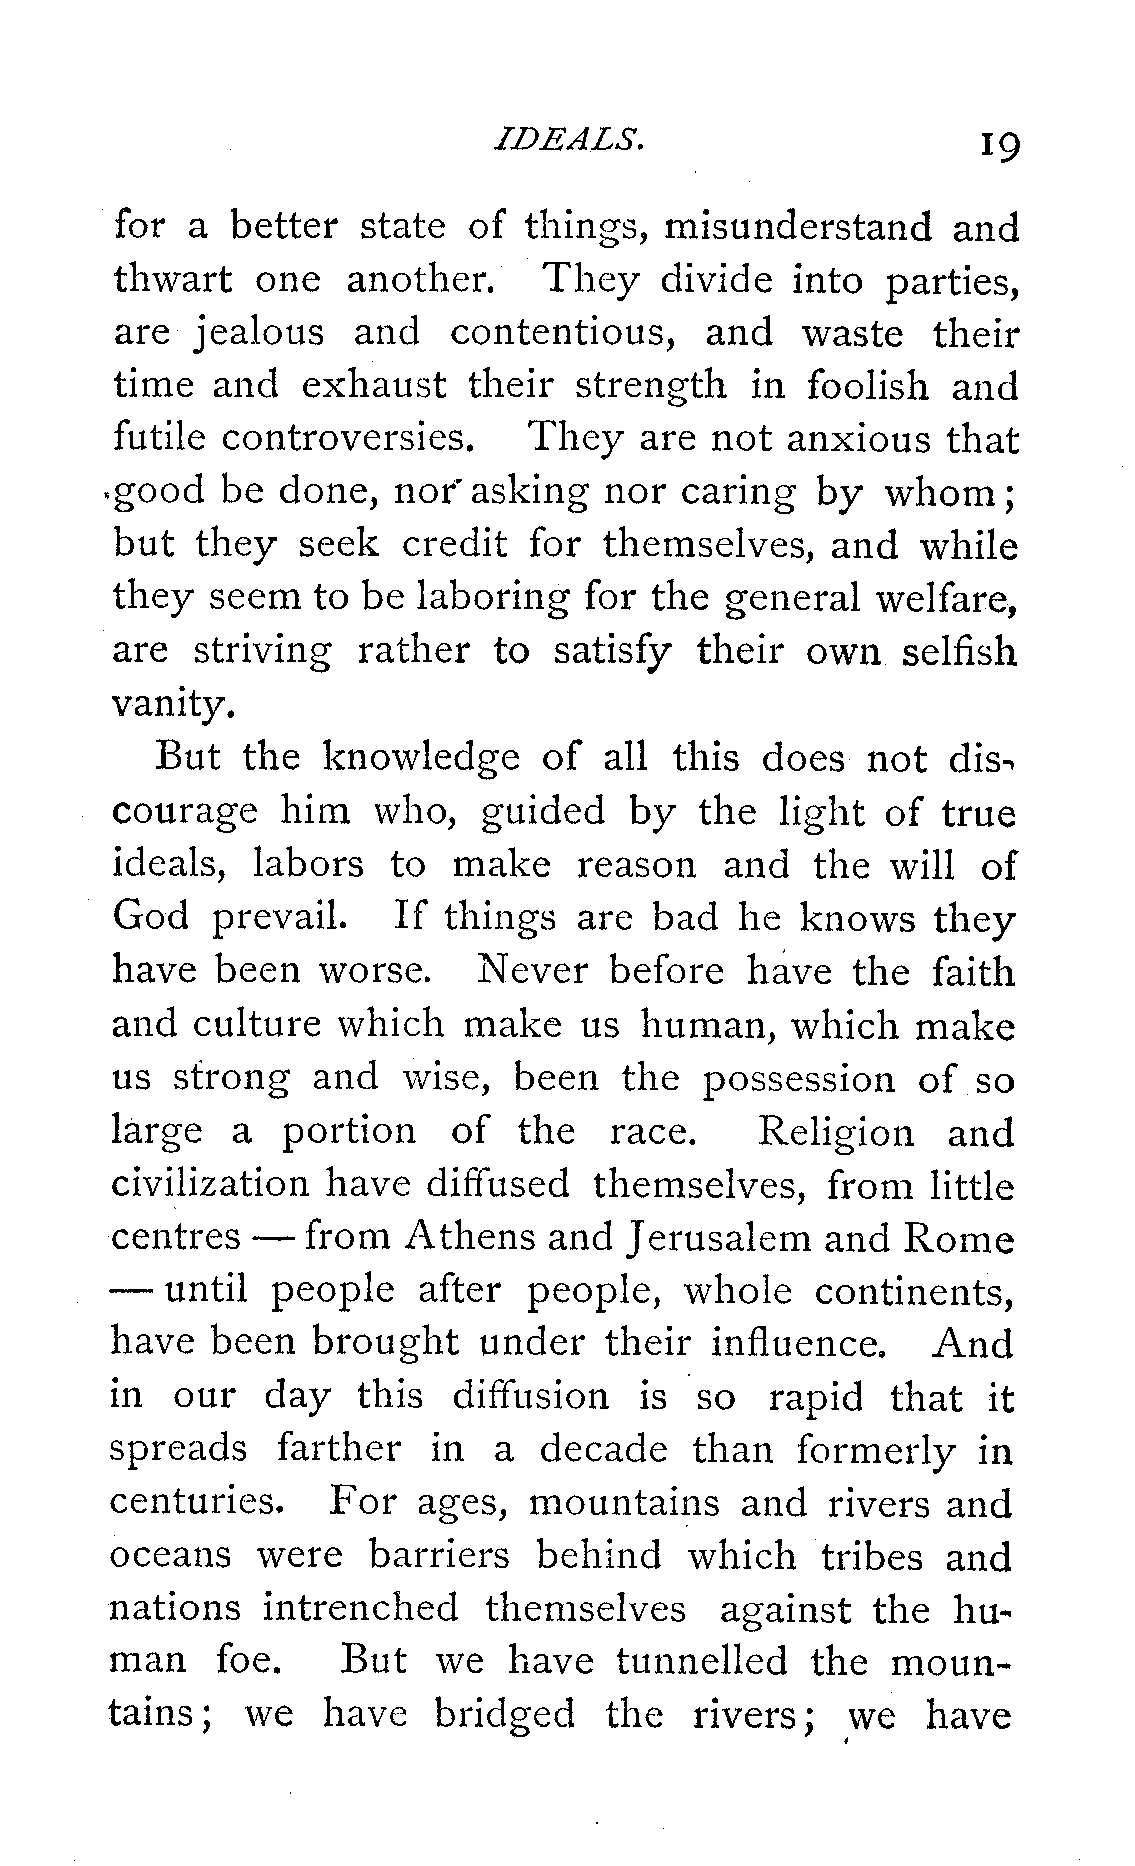 IDEALS. 19
for a better state of things, misunderstand and
thwart one another. They divide into parties,
are jealous and contentious, and waste their
time and exhaust their strength in foolish and
futile controversies. They are not anxious that
good be done, nor asking nor caring by whom;
but they seek credit for themselves, and while
they seem to be laboring for the general welfare,
are striving rather to satisfy their own selfish
vanity.
But the knowledge of all this does not dis-
courage him who, guided by the light of true
ideals, labors to make reason and the will of
God prevail. If things are bad he knows they
have been worse. Never before have the faith
and culture which make us human, which make
us strong and wise, been the possession of so
large a portion of the race. Religion and
civilization have diffused themselves, from little
centres — from Athens and Jerusalem and Rome
— until people after people, whole continents,
have been brought under their influence. And
in our day this diffusion is so rapid that it
spreads farther in a decade than formerly in
centuries. For ages, mountains and rivers and
oceans were barriers behind which tribes and
nations intrenched themselves against the hu-
man foe. But we have tunnelled the moun-
tains; we have bridged the rivers; we have